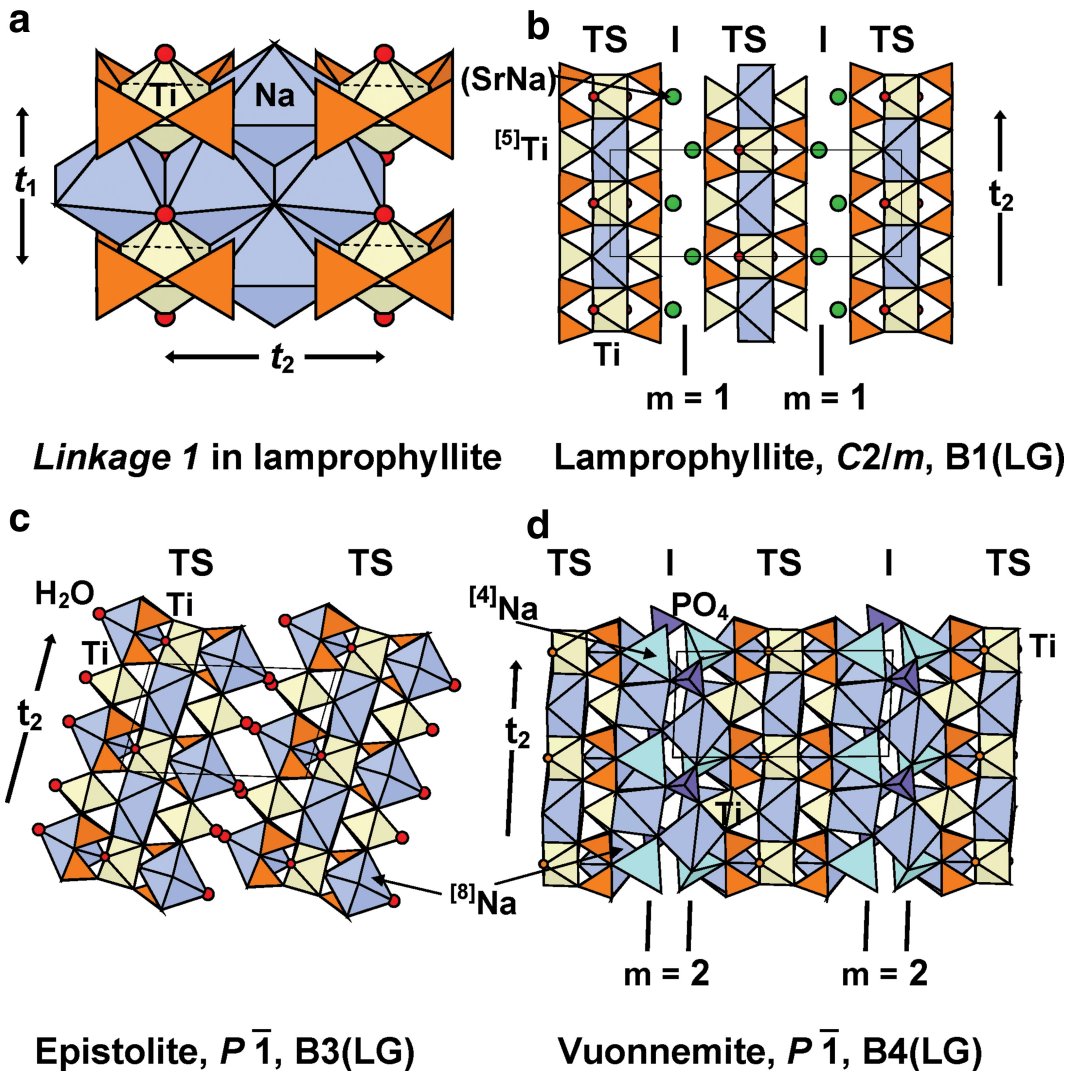 a
Ti Na
t1
t2
Linkage 1 in lamprophyllite
b
TS I TS I TS
(SrNa)
[5]Ti
t2
Ti
m = 1 m = 1
Lamprophyllite, C2/m, B1(LG)
c
TS TS
H2O
Ti
Ti
t2
[8]Na
Epistolite, P 1̅, B3(LG)
d
TS I TS I TS
[4]Na PO4
Ti
t2
Ti
m = 2 m = 2
Vuonnemite, P 1̅, B4(LG)